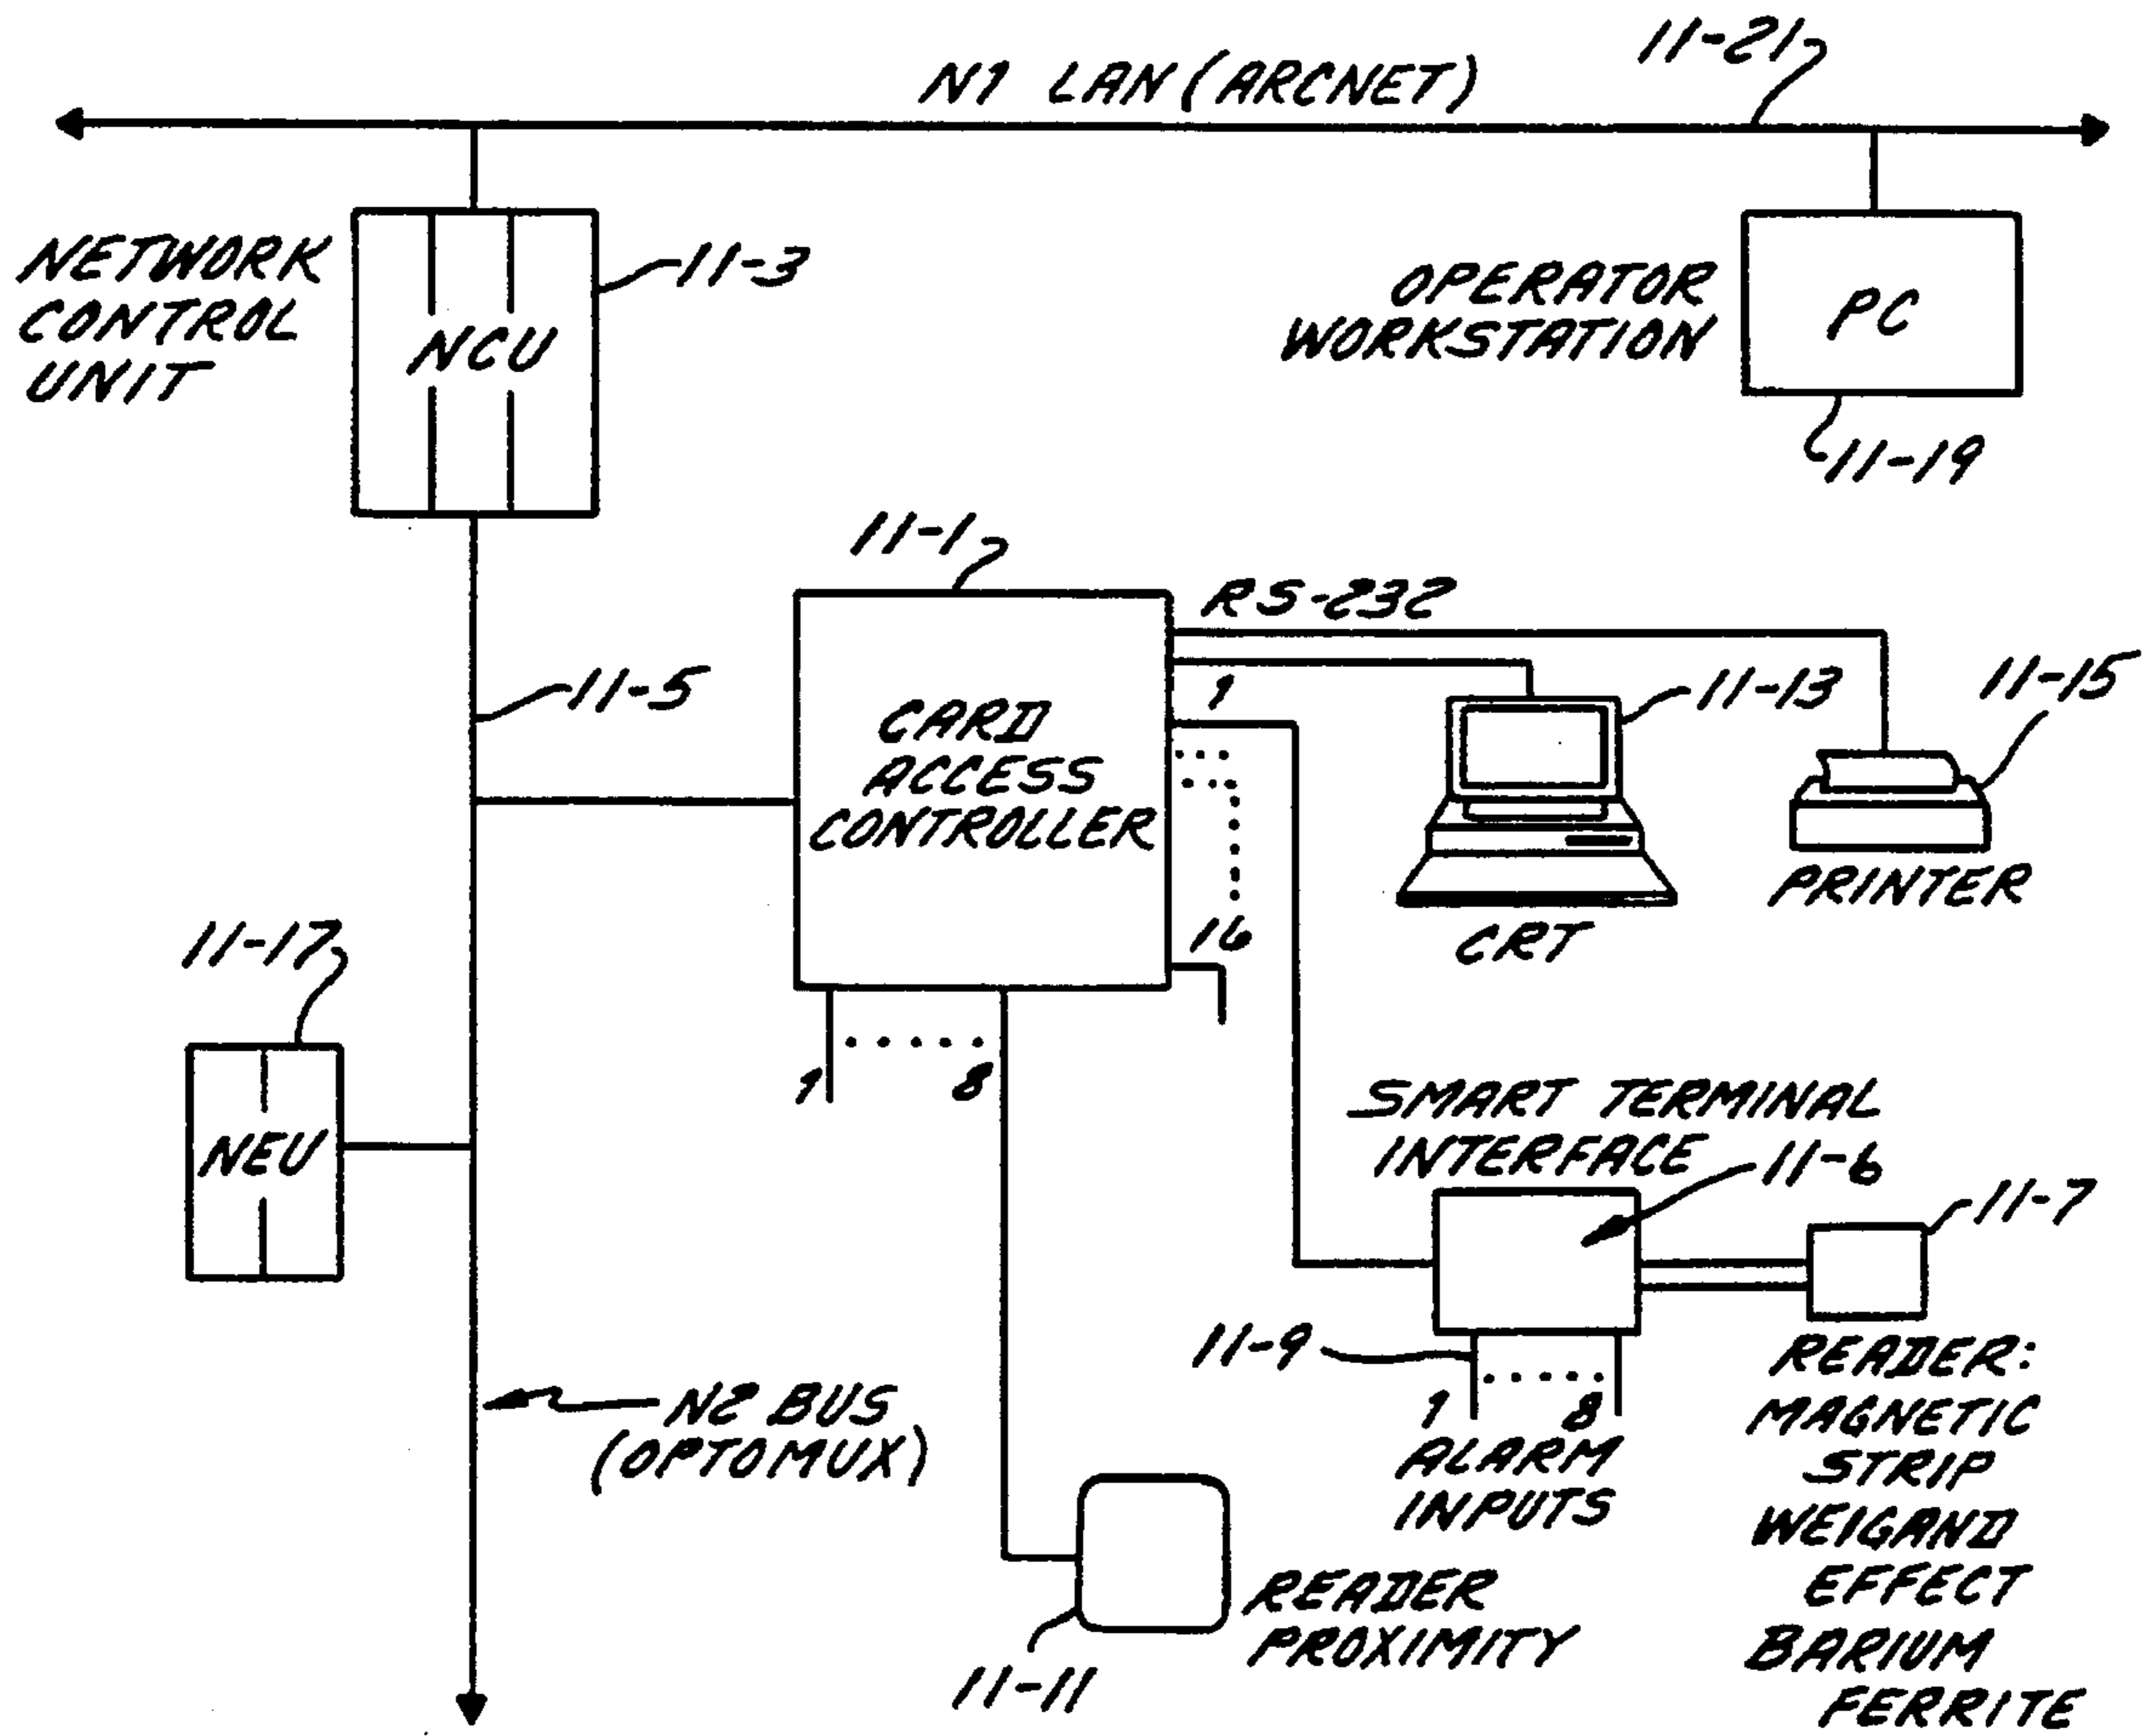 11-21
N1 LAN (ARCNET)
NETWORK
CONTROL
UNIT
NCU
11-3
OPERATOR
WORKSTATION
PC
11-19
11-1
RS-232
11-5
CARD
ACCESS
CONTROLLER
1
16
11-13
11-15
CRT
PRINTER
11-17
NEU
1
8
SMART TERMINAL
INTERFACE
11-6
11-7
11-9
1
8
ALARM
INPUTS
READER:
MAGNETIC
STRIP
WEIGAND
EFFECT
BARIUM
FERRITE
N2 BUS
(OPTOMUX)
READER
PROXIMITY
11-11